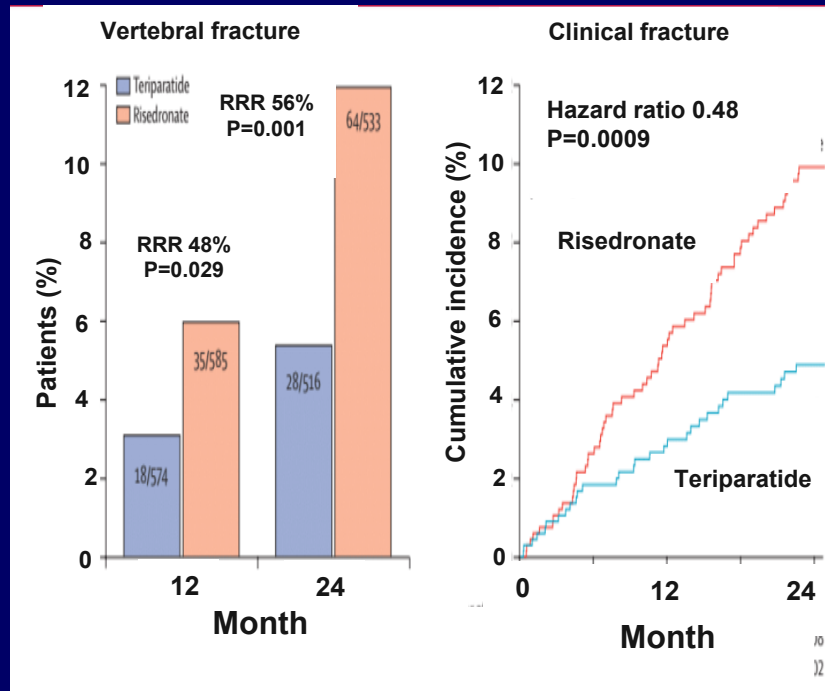 Vertebral fracture
Teriparatide
Risedronate
RRR 56%
P=0.001
RRR 48%
P=0.029
18/574
35/585
28/516
64/533
Patients (%)
12
10
8
6
4
2
0
12
24
Month
Clinical fracture
Hazard ratio 0.48
P=0.0009
Risedronate
Teriparatide
Cumulative incidence (%)
12
10
8
6
4
2
0
0
12
24
Month